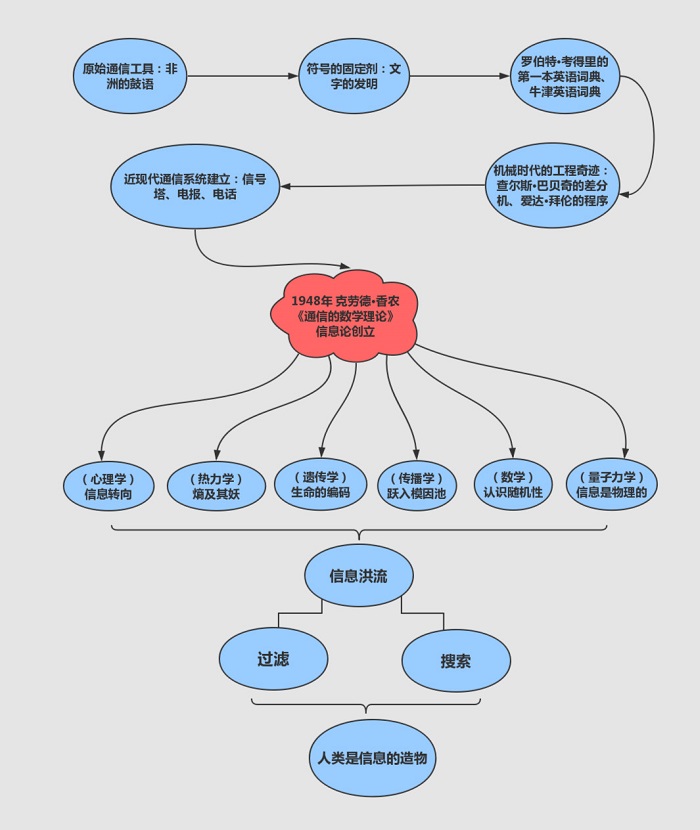 原始通信工具：非
洲的鼓语
符号的固定剂：文
字的发明
罗伯特·考得里的
第一本英语词典、
牛津英语词典
机械时代的工程奇迹：
查尔斯·巴贝奇的差分
机、爱达·拜伦的程序
近现代通信系统建立：信号
塔、电报、电话
1948年 克劳德·香农
《通信的数学理论》
信息论创立
（心理学）
信息转向
（热力学）
熵及其妖
（遗传学）
生命的编码
（传播学）
跃入模因池
（数学）
认识随机性
（量子力学）
信息是物理的
信息洪流
过滤
搜索
人类是信息的造物